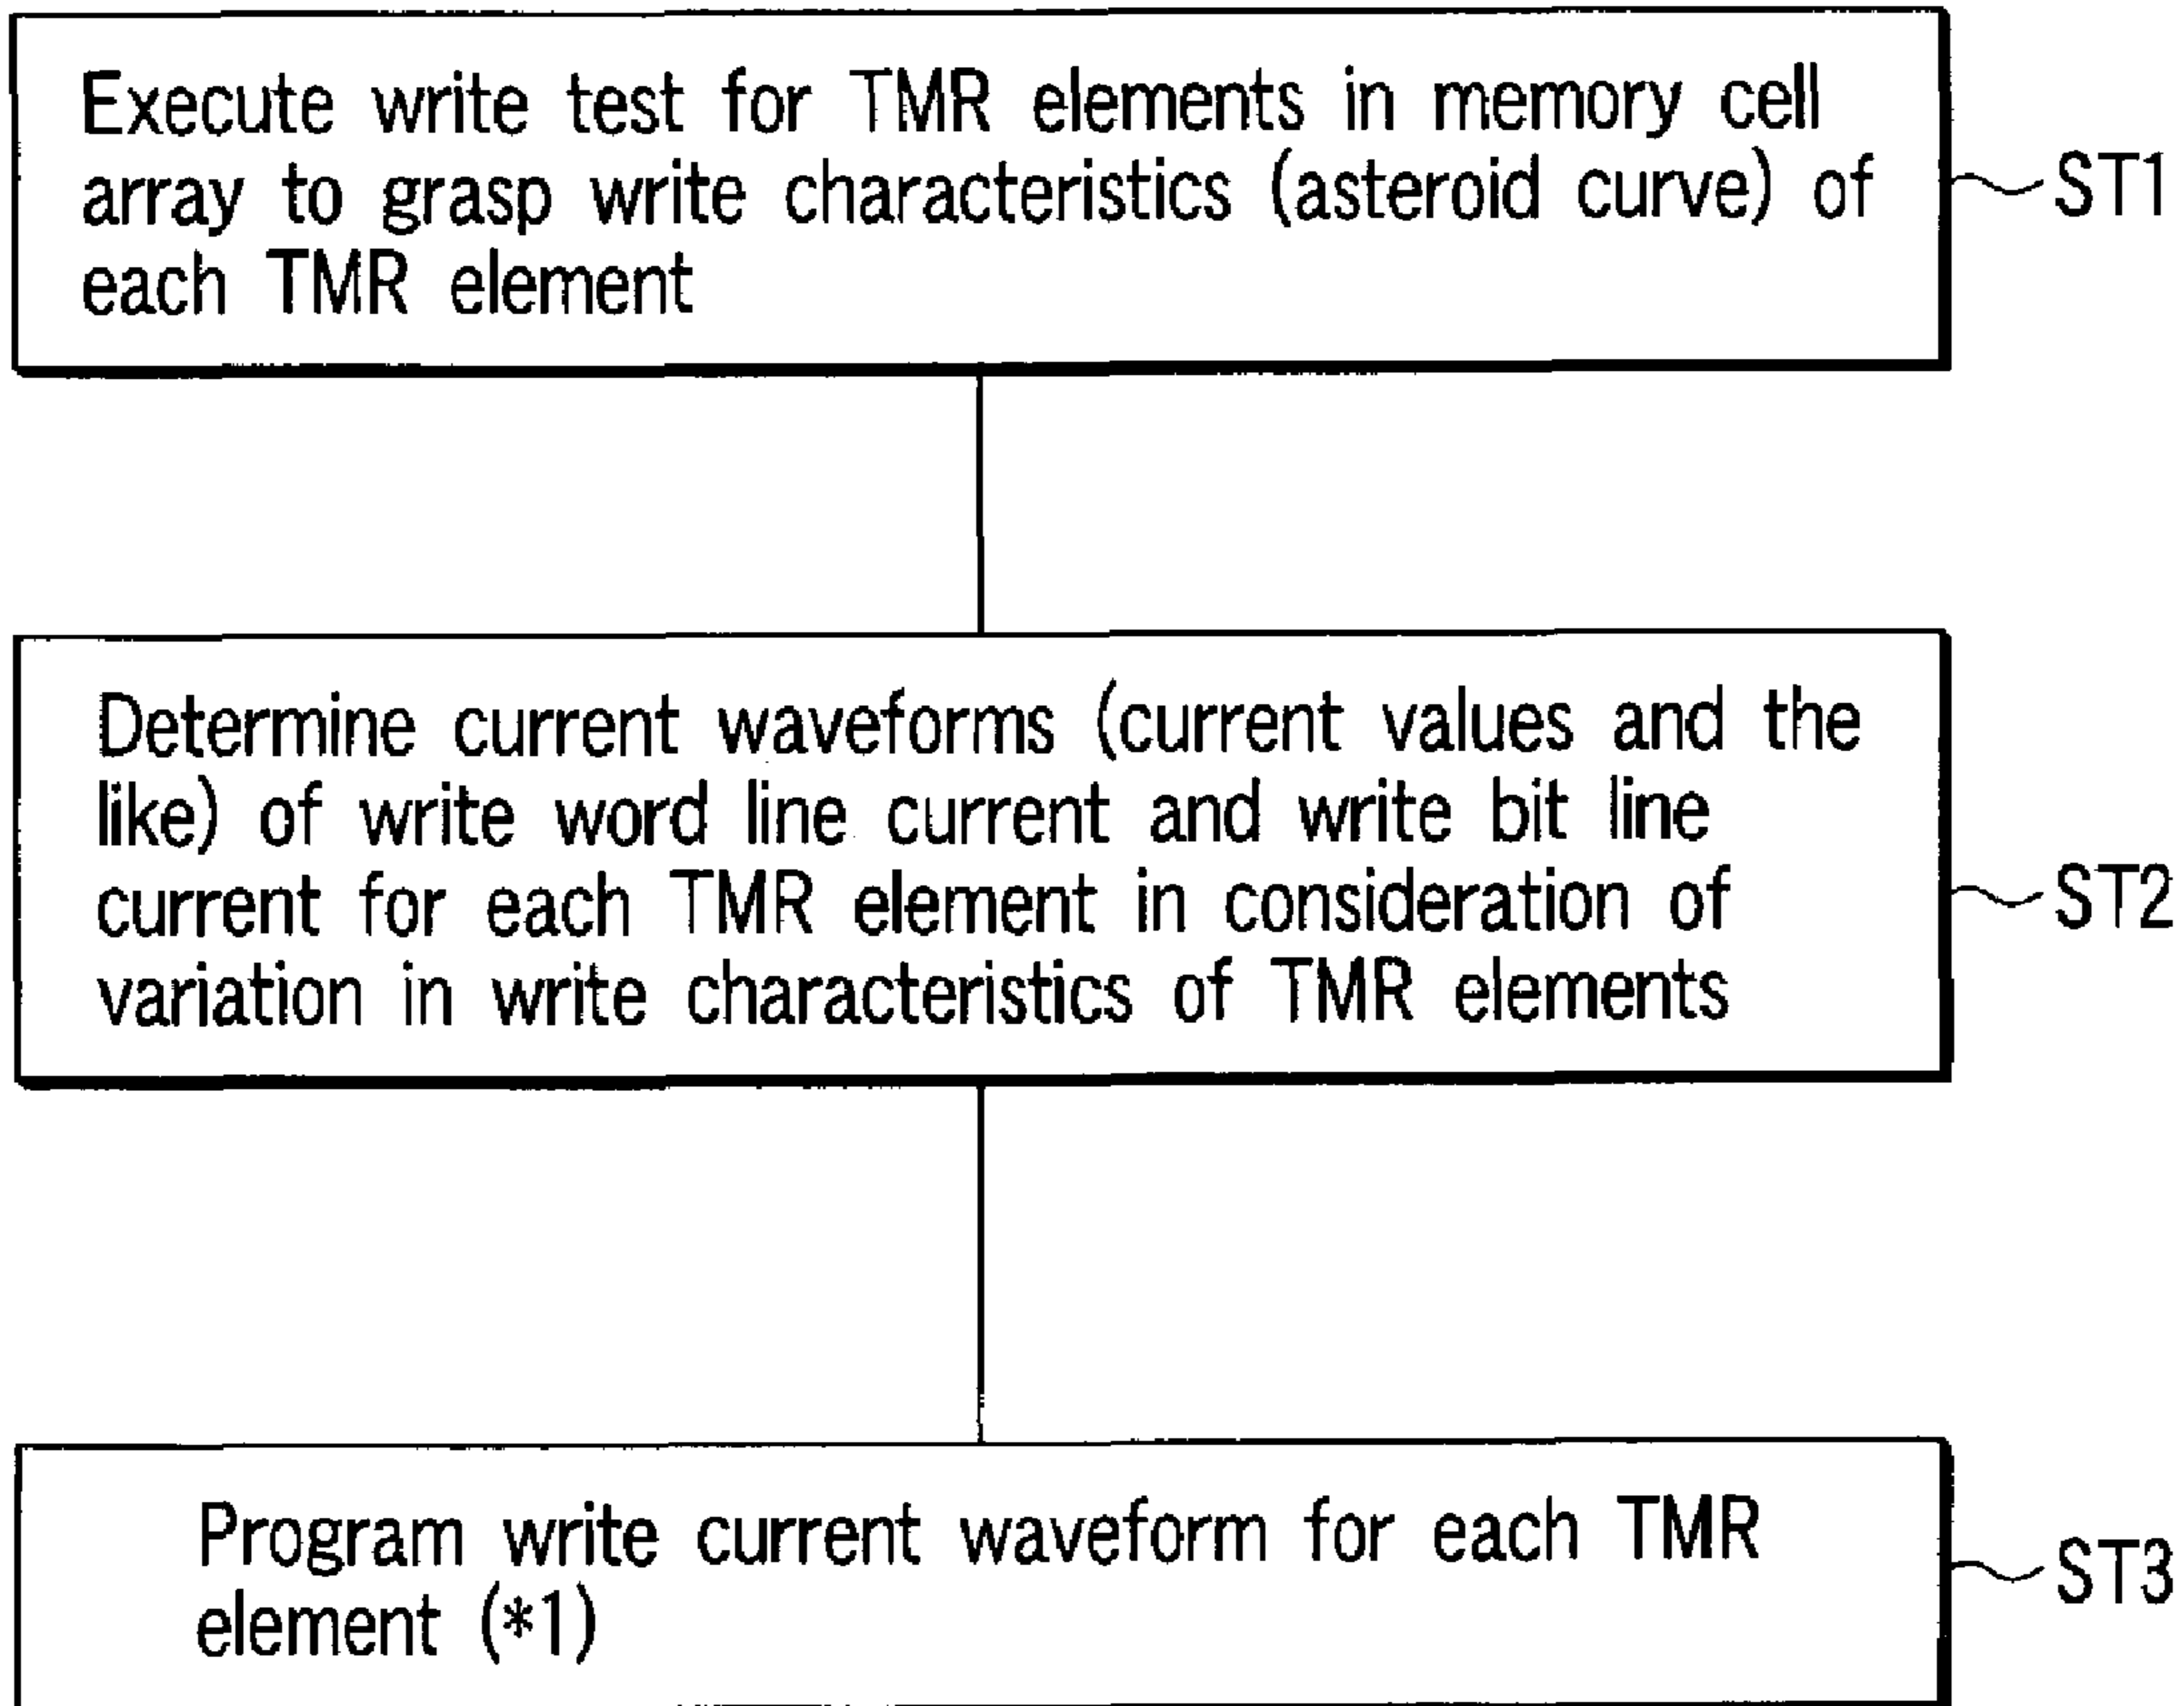 Execute write test for TMR elements in memory cell
array to grasp write characteristics (asteroid curve) of
each TMR element
ST1
Determine current waveforms (current values and the
like) of write word line current and write bit line
current for each TMR element in consideration of
variation in write characteristics of TMR elements
ST2
Program write current waveform for each TMR
element (*1)
ST3